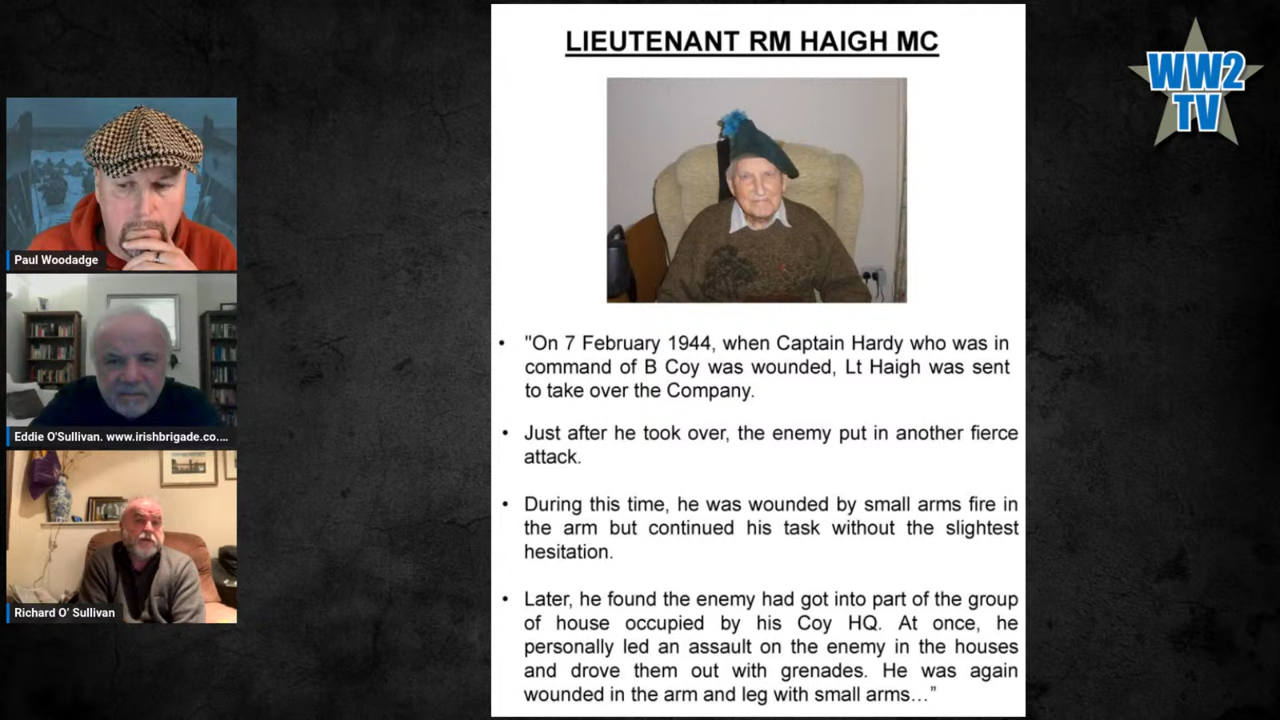 LIEUTENANT RM HAIGH MC
WW2
TV
Paul Woodadge
Eddie O'Sullivan. www.irishbrigade.co....
Richard O' Sullivan
• "On 7 February 1944, when Captain Hardy who was in
command of B Coy was wounded, Lt Haigh was sent
to take over the Company.
• Just after he took over, the enemy put in another fierce
attack.
• During this time, he was wounded by small arms fire in
the arm but continued his task without the slightest
hesitation.
• Later, he found the enemy had got into part of the group
of house occupied by his Coy HQ. At once, he
personally led an assault on the enemy in the houses
and drove them out with grenades. He was again
wounded in the arm and leg with small arms…”